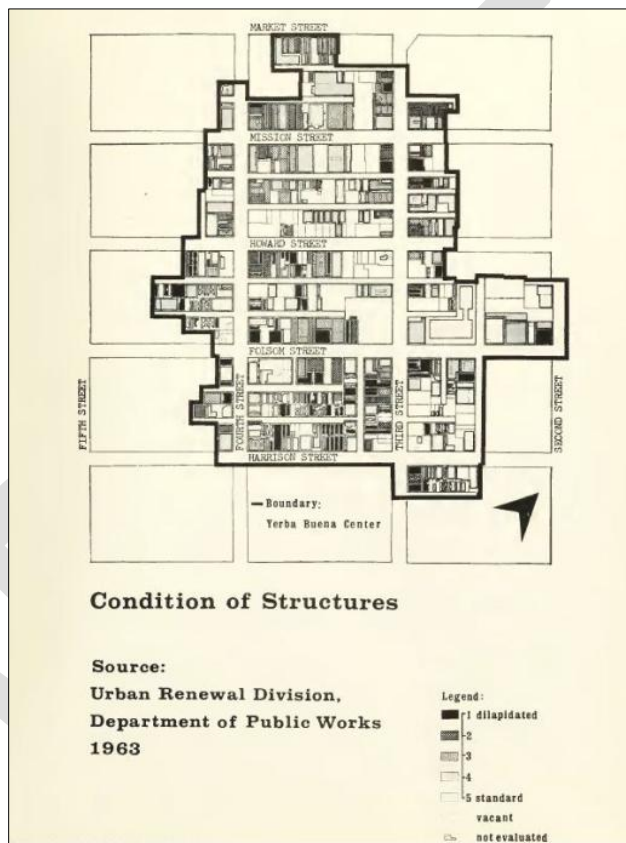 MARKET STREET
MISSION STREET
HOWARD STREET
FOLSOM STREET
FIFTH STREET
FOURTH STREET
THIRD STREET
SECOND STREET
HARRISON STREET
Boundary:
Yerba Buena Center
Condition of Structures
Source:
Urban Renewal Division,
Department of Public Works
1963
Legend:
1 dilapidated
2
3
4
5 standard
vacant
not evaluated